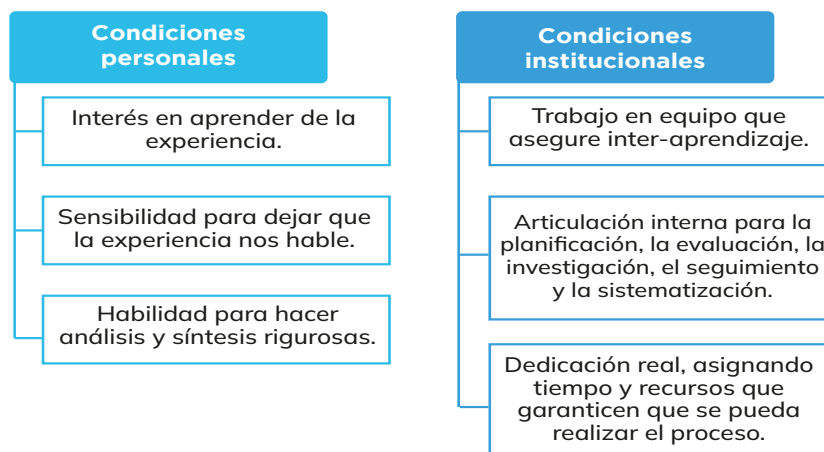 Condiciones
personales
Interés en aprender de la
experiencia.
Sensibilidad para dejar que
la experiencia nos hable.
Habilidad para hacer
análisis y síntesis rigurosas.
Condiciones
institucionales
Trabajo en equipo que
asegure inter-aprendizaje.
Articulación interna para la
planificación, la evaluación, la
investigación, el seguimiento
y la sistematización.
Dedicación real, asignando
tiempo y recursos que
garanticen que se pueda
realizar el proceso.